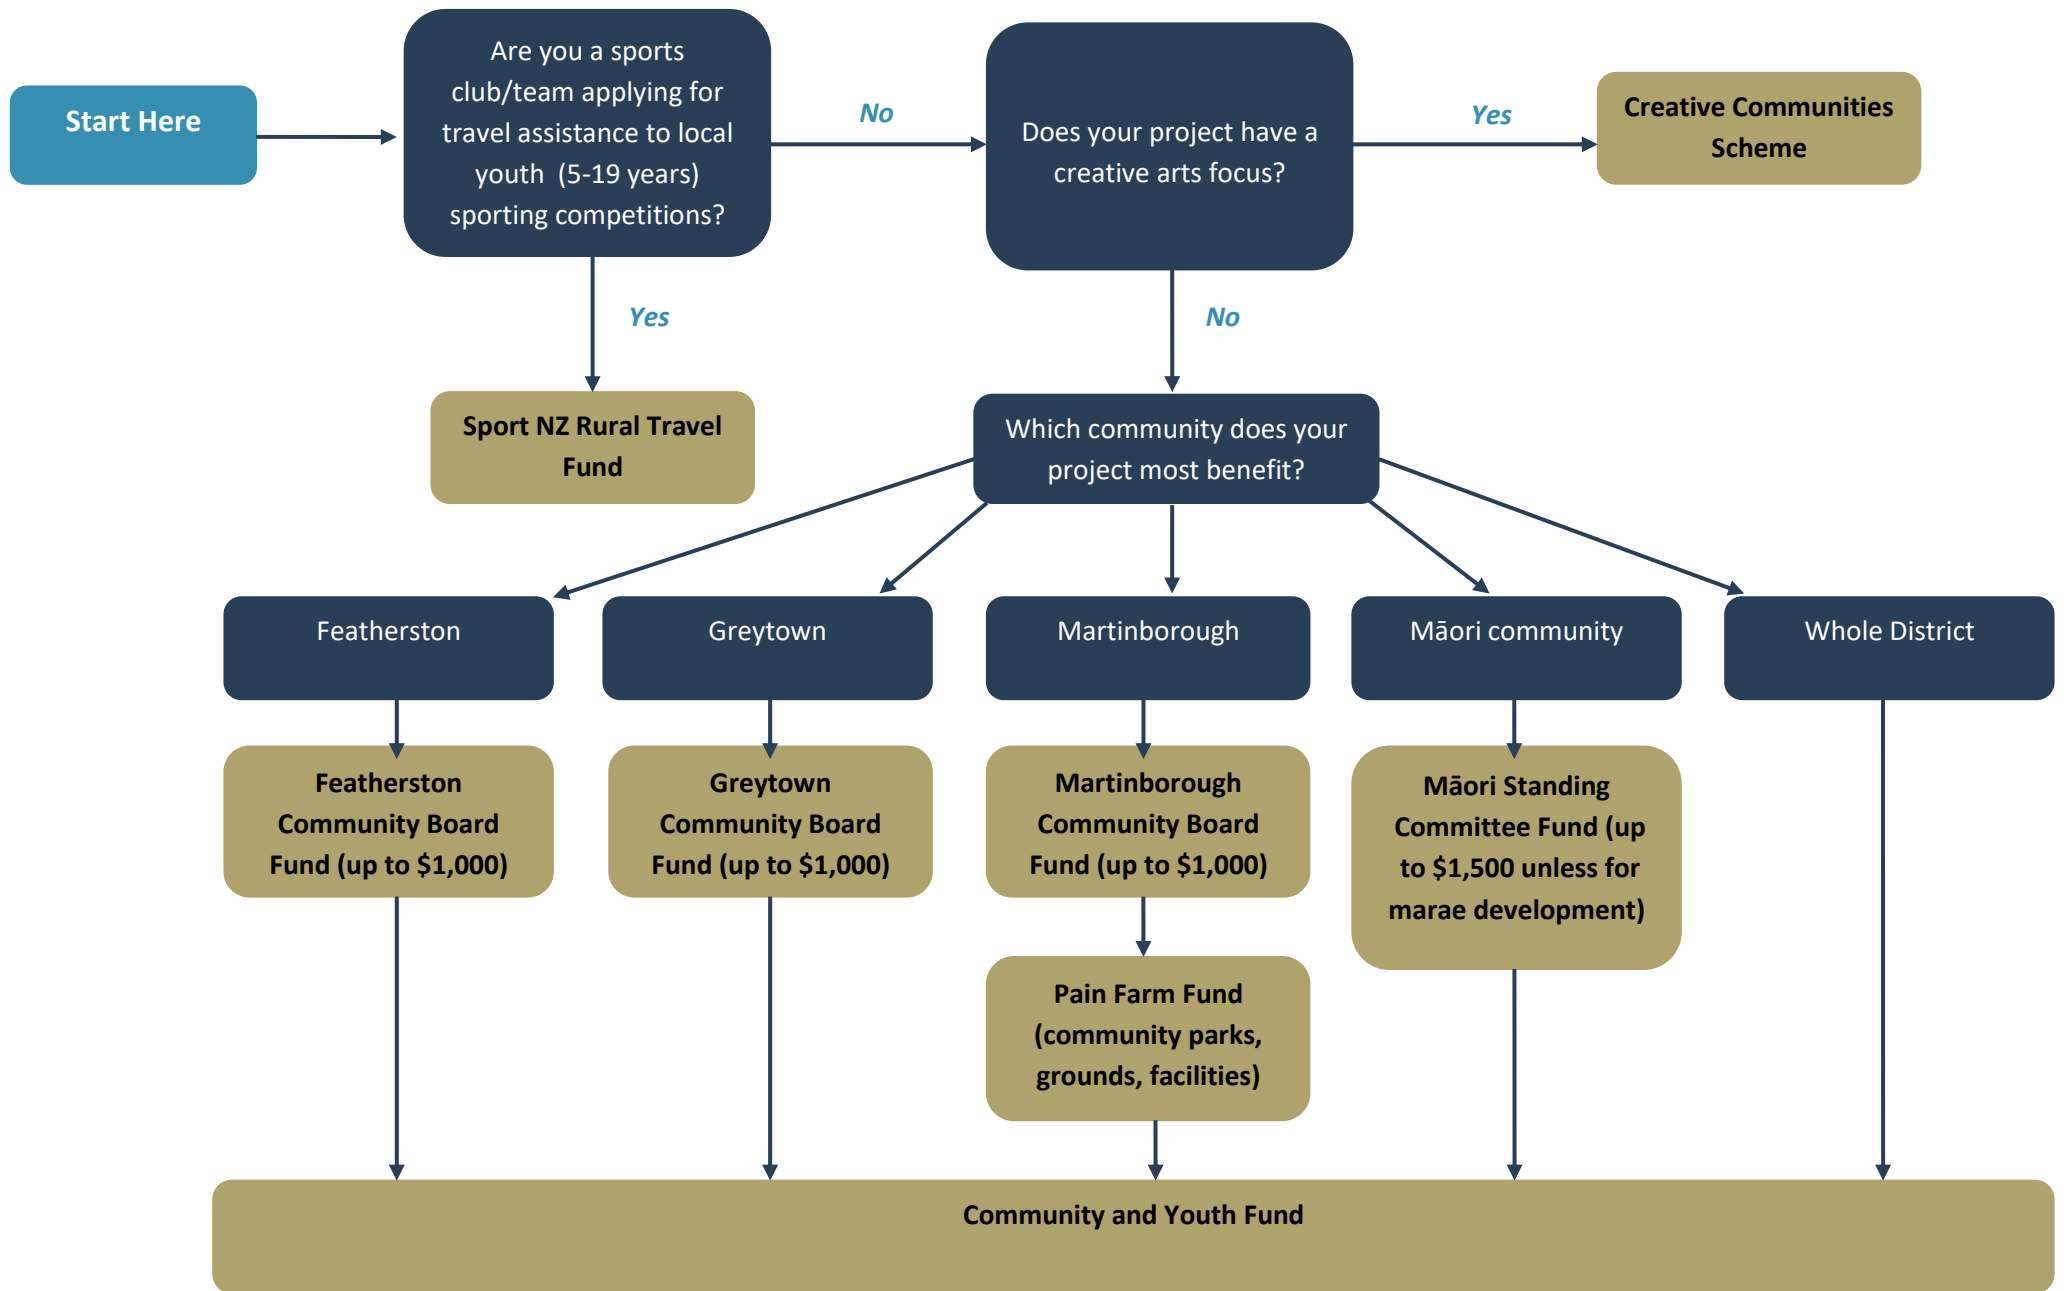 Start Here
Are you a sports
club/team applying for
travel assistance to local
youth (5-19 years)
sporting competitions?
No
Does your project have a
creative arts focus?
Yes
Creative Communities
Scheme
Yes
No
Sport NZ Rural Travel
Fund
Which community does your
project most benefit?
Featherston
Greytown
Martinborough
Māori community
Whole District
Featherston
Community Board
Fund (up to $1,000)
Greytown
Community Board
Fund (up to $1,000)
Martinborough
Community Board
Fund (up to $1,000)
Māori Standing
Committee Fund (up
to $1,500 unless for
marae development)
Pain Farm Fund
(community parks,
grounds, facilities)
Community and Youth Fund